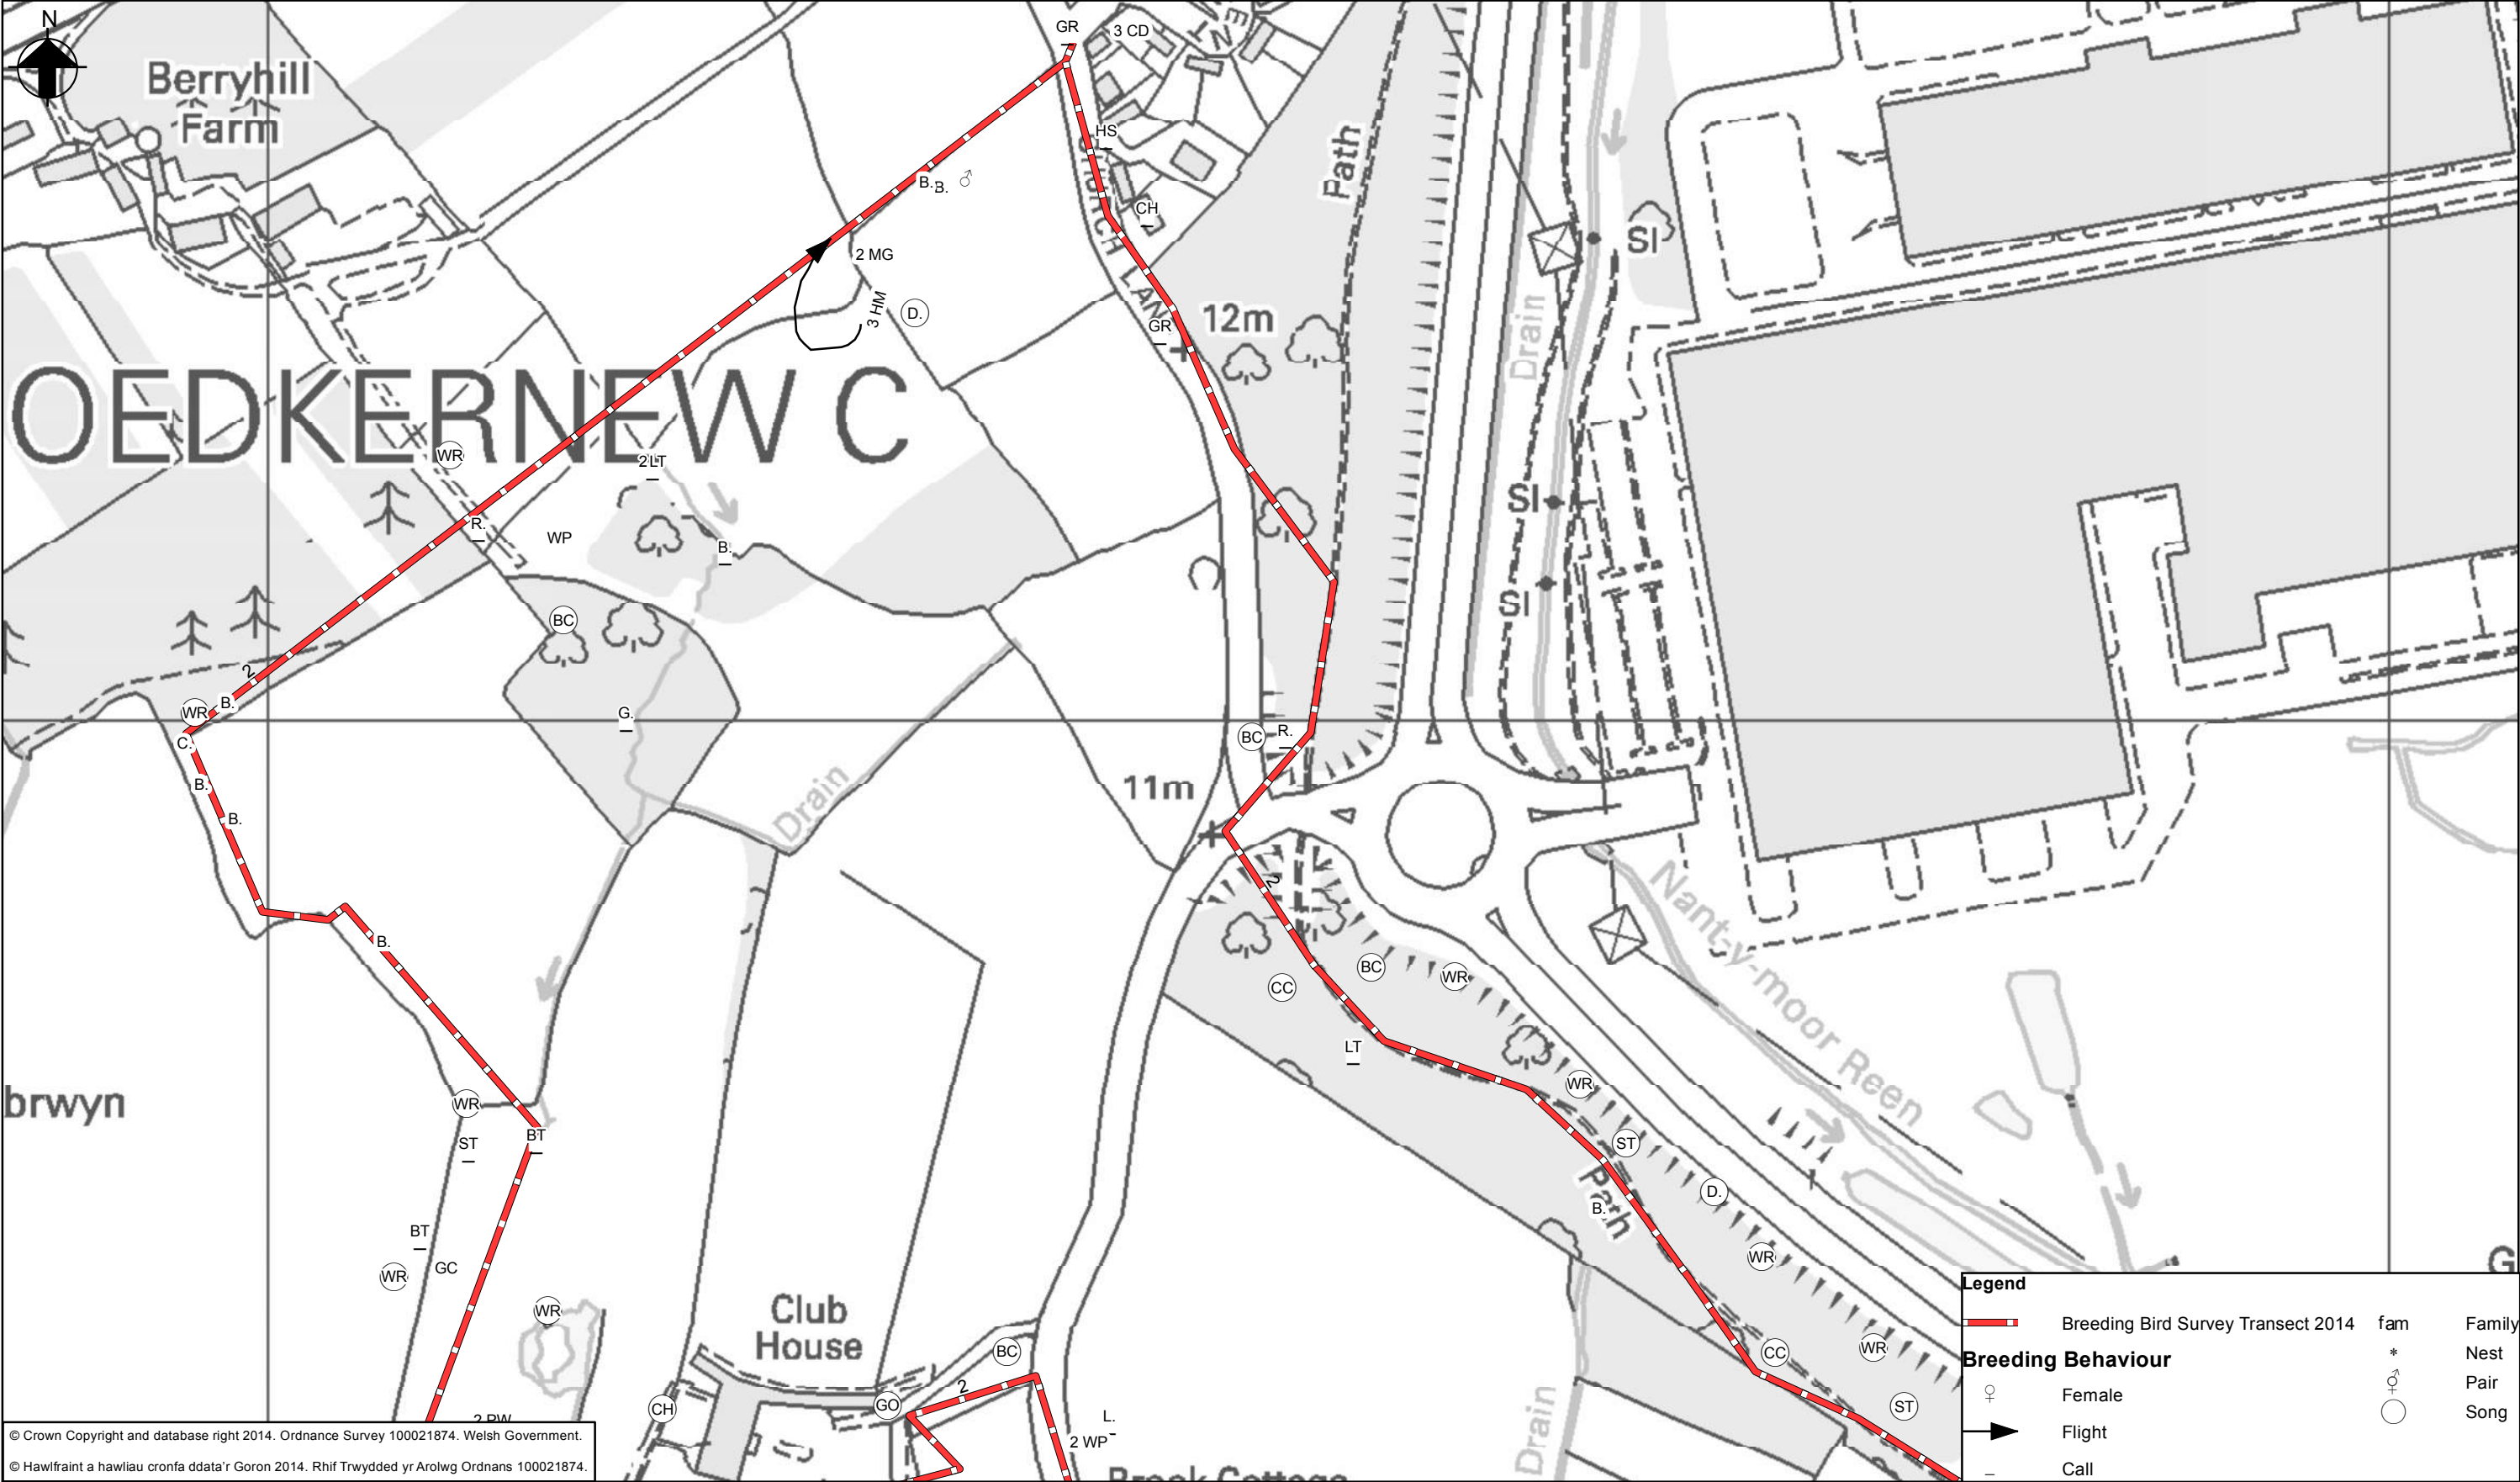 N
Berryhill
Farm
GR
3 CD
HS
CHURCH LANE
CH
B.
B.
♂
2 MG
3 HM
D.
GR
12m
Path
Drain
SI
SI
SI
OEDKERNEW C
WR
2 LT
R.
WP
B.
BC
2
WR
B.
C.
G.
B.
B.
BC
R.
11m
Drain
B.
2
CC
BC
WR
Nant-y-moor Reen
LT
brwyn
WR
ST
BT
WR
ST
D.
Path
B.
BT
GC
WR
WR
WR
Club
House
BC
CH
GO
2
L.
2 WP
2 PW
CC
WR
ST
Drain
G
Legend
Breeding Bird Survey Transect 2014
fam
Family
Breeding Behaviour
*
Nest
♀
Female
Pair
Song
Flight
Call
© Crown Copyright and database right 2014. Ordnance Survey 100021874. Welsh Government.
© Hawlfraint a hawliau cronfa ddata'r Goron 2014. Rhif Trwydded yr Arolwg Ordnans 100021874.